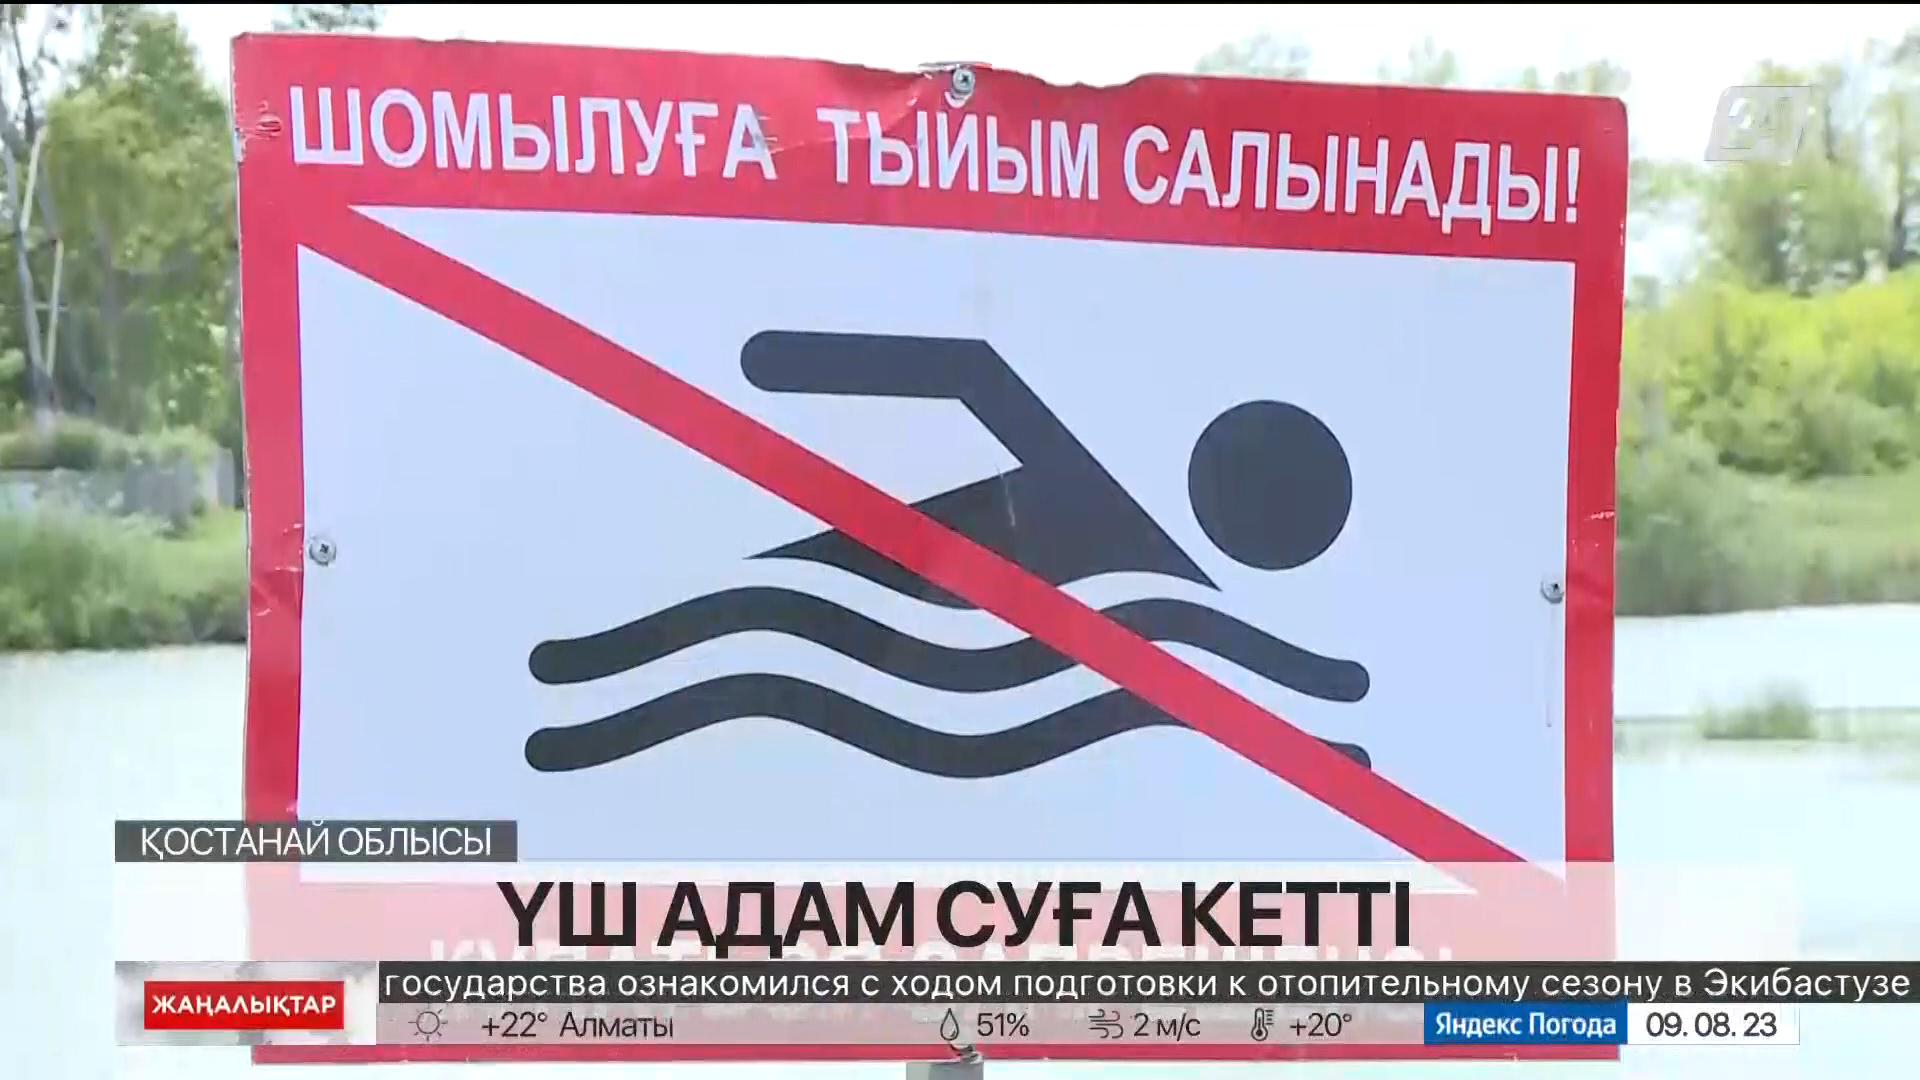 ШОМЫЛУҒА ТЫЙЫМ САЛЫНАДЫ!
24
ҚОСТАНАЙ ОБЛЫСЫ
ҮШ АДАМ СУҒА КЕТТІ
ЖАҢАЛЫҚТАР
государства ознакомился с ходом подготовки к отопительному сезону в Экибастузе
+22° Алматы 51% 2 м/с +20° Яндекс Погода 09.08.23